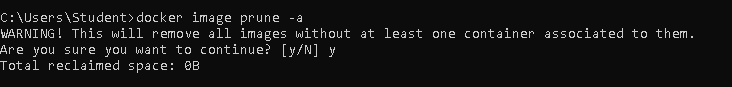 C:\Users\Student>docker image prune -a
WARNING! This will remove all images without at least one container associated to them.
Are you sure you want to continue? [y/N] y
Total reclaimed space: 0B